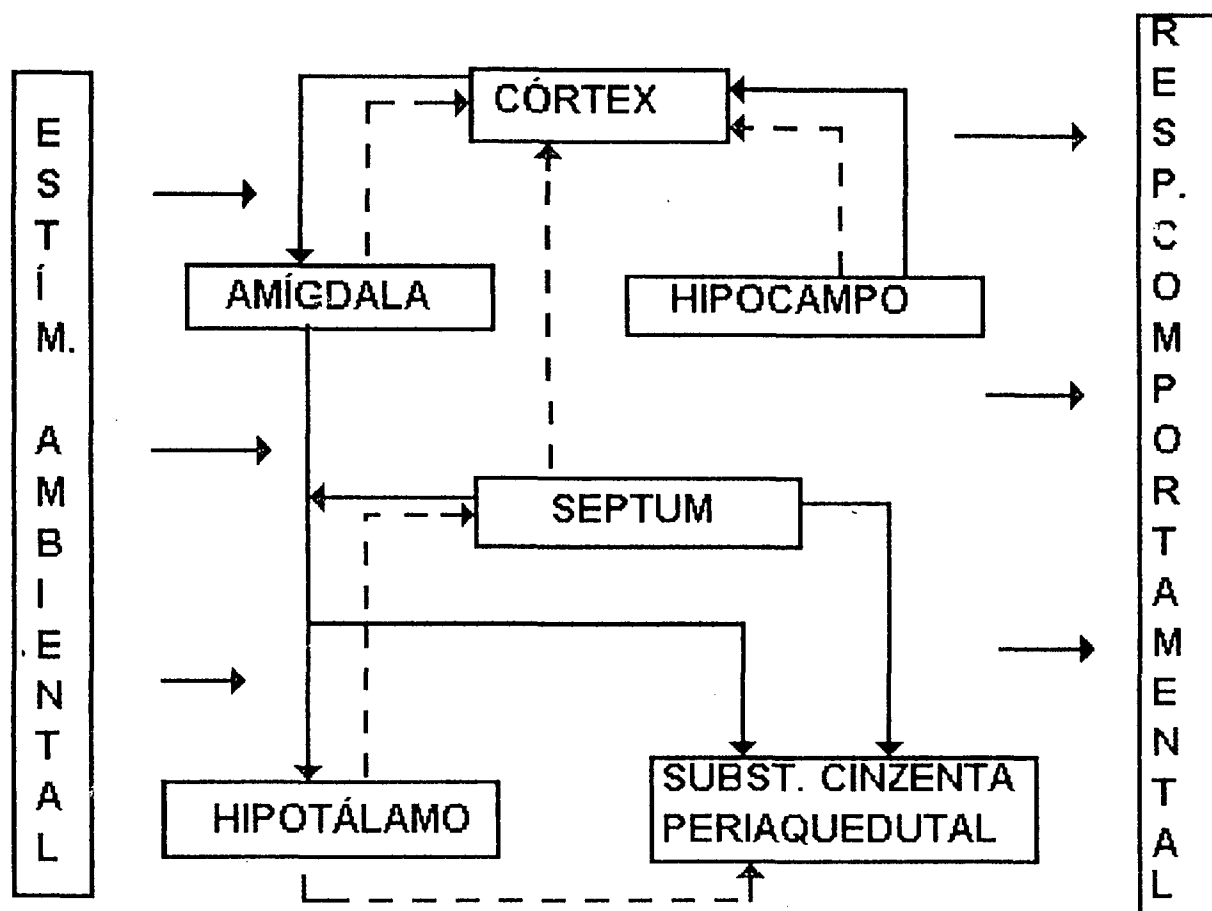 ESTÍM. AMBIENTAL
CÓRTEX
AMÍGDALA
HIPOCAMPO
SEPTUM
HIPOTÁLAMO
SUBST. CINZENTA
PERIAQUEDUTAL
RESP.COMPORTAMENTAL